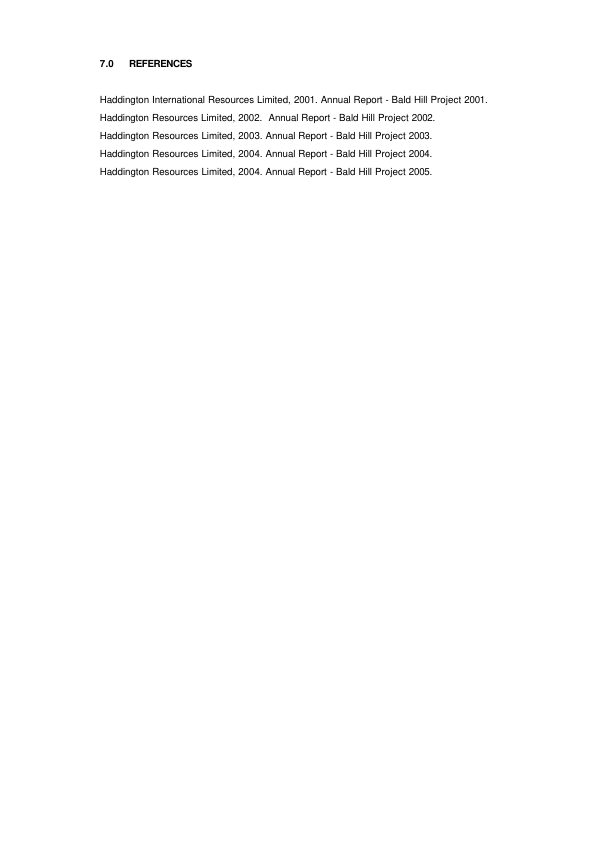 7.0 REFERENCES
Haddington International Resources Limited, 2001. Annual Report - Bald Hill Project 2001.
Haddington Resources Limited, 2002.  Annual Report - Bald Hill Project 2002.
Haddington Resources Limited, 2003. Annual Report - Bald Hill Project 2003.
Haddington Resources Limited, 2004. Annual Report - Bald Hill Project 2004.
Haddington Resources Limited, 2004. Annual Report - Bald Hill Project 2005.